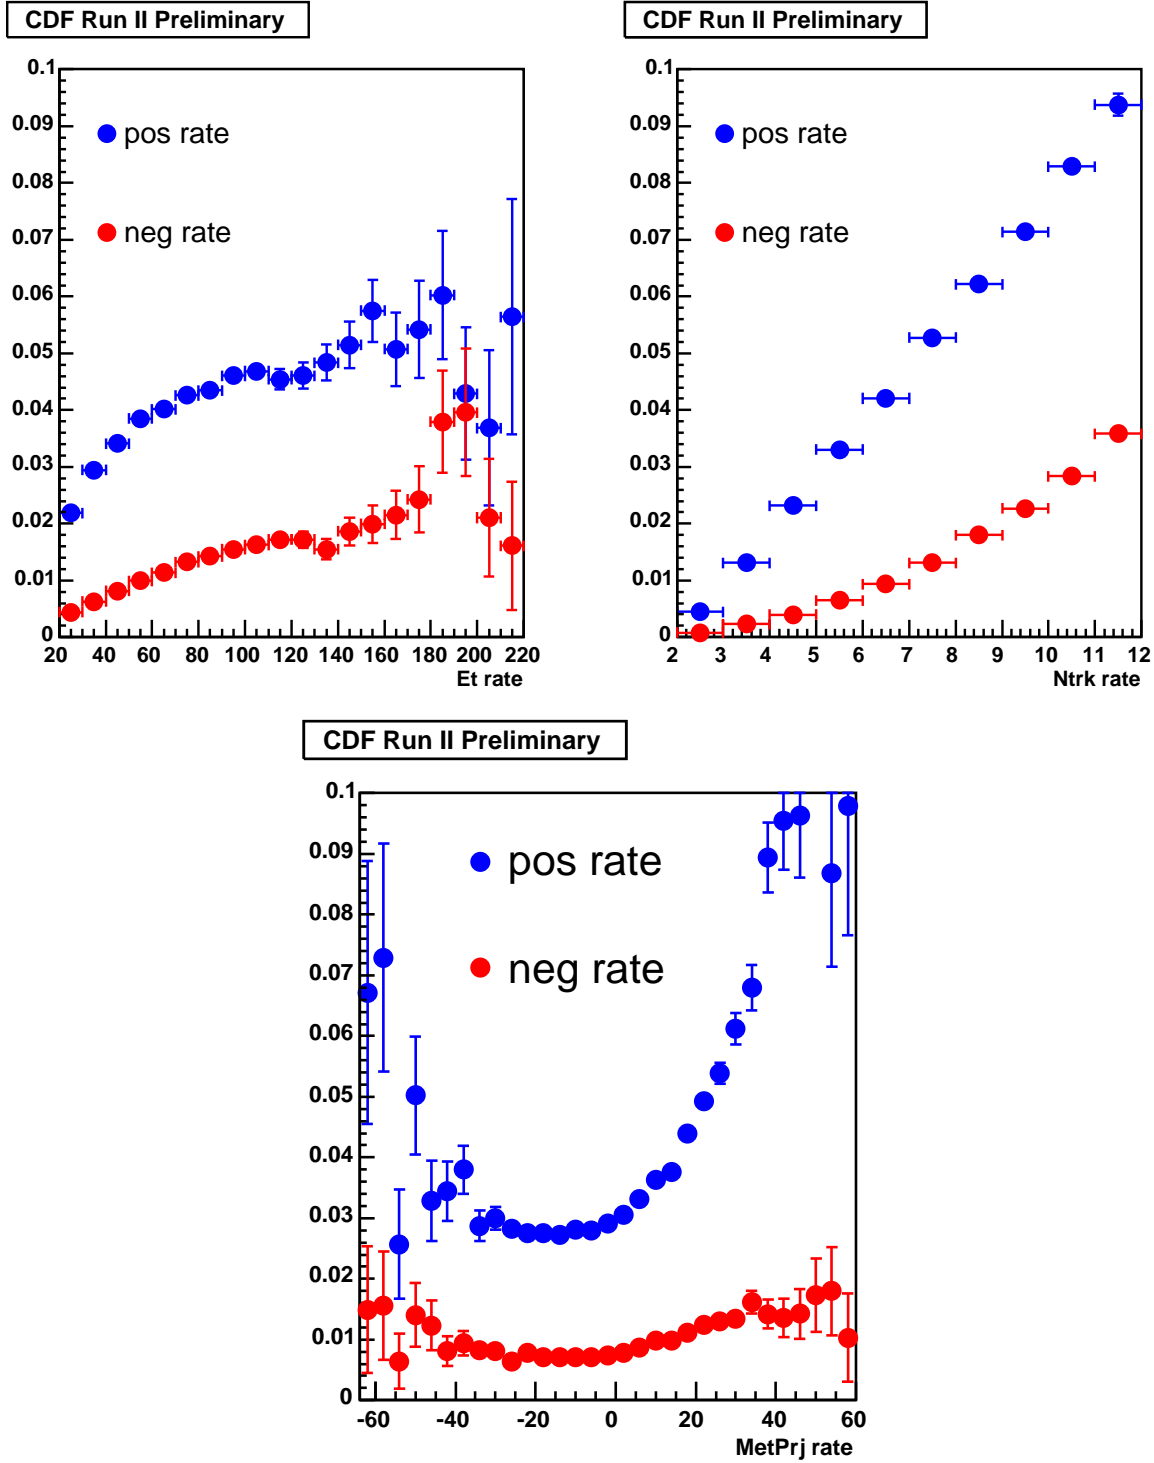 CDF Run II Preliminary
0.1
0.09
0.08
0.07
0.06
0.05
0.04
0.03
0.02
0.01
0
pos rate
neg rate
20 40 60 80 100 120 140 160 180 200 220
Et rate
CDF Run II Preliminary
0.1
0.09
0.08
0.07
0.06
0.05
0.04
0.03
0.02
0.01
0
pos rate
neg rate
2 3 4 5 6 7 8 9 10 11 12
Ntrk rate
CDF Run II Preliminary
0.1
0.09
0.08
0.07
0.06
0.05
0.04
0.03
0.02
0.01
0
pos rate
neg rate
-60 -40 -20 0 20 40 60
MetPrj rate